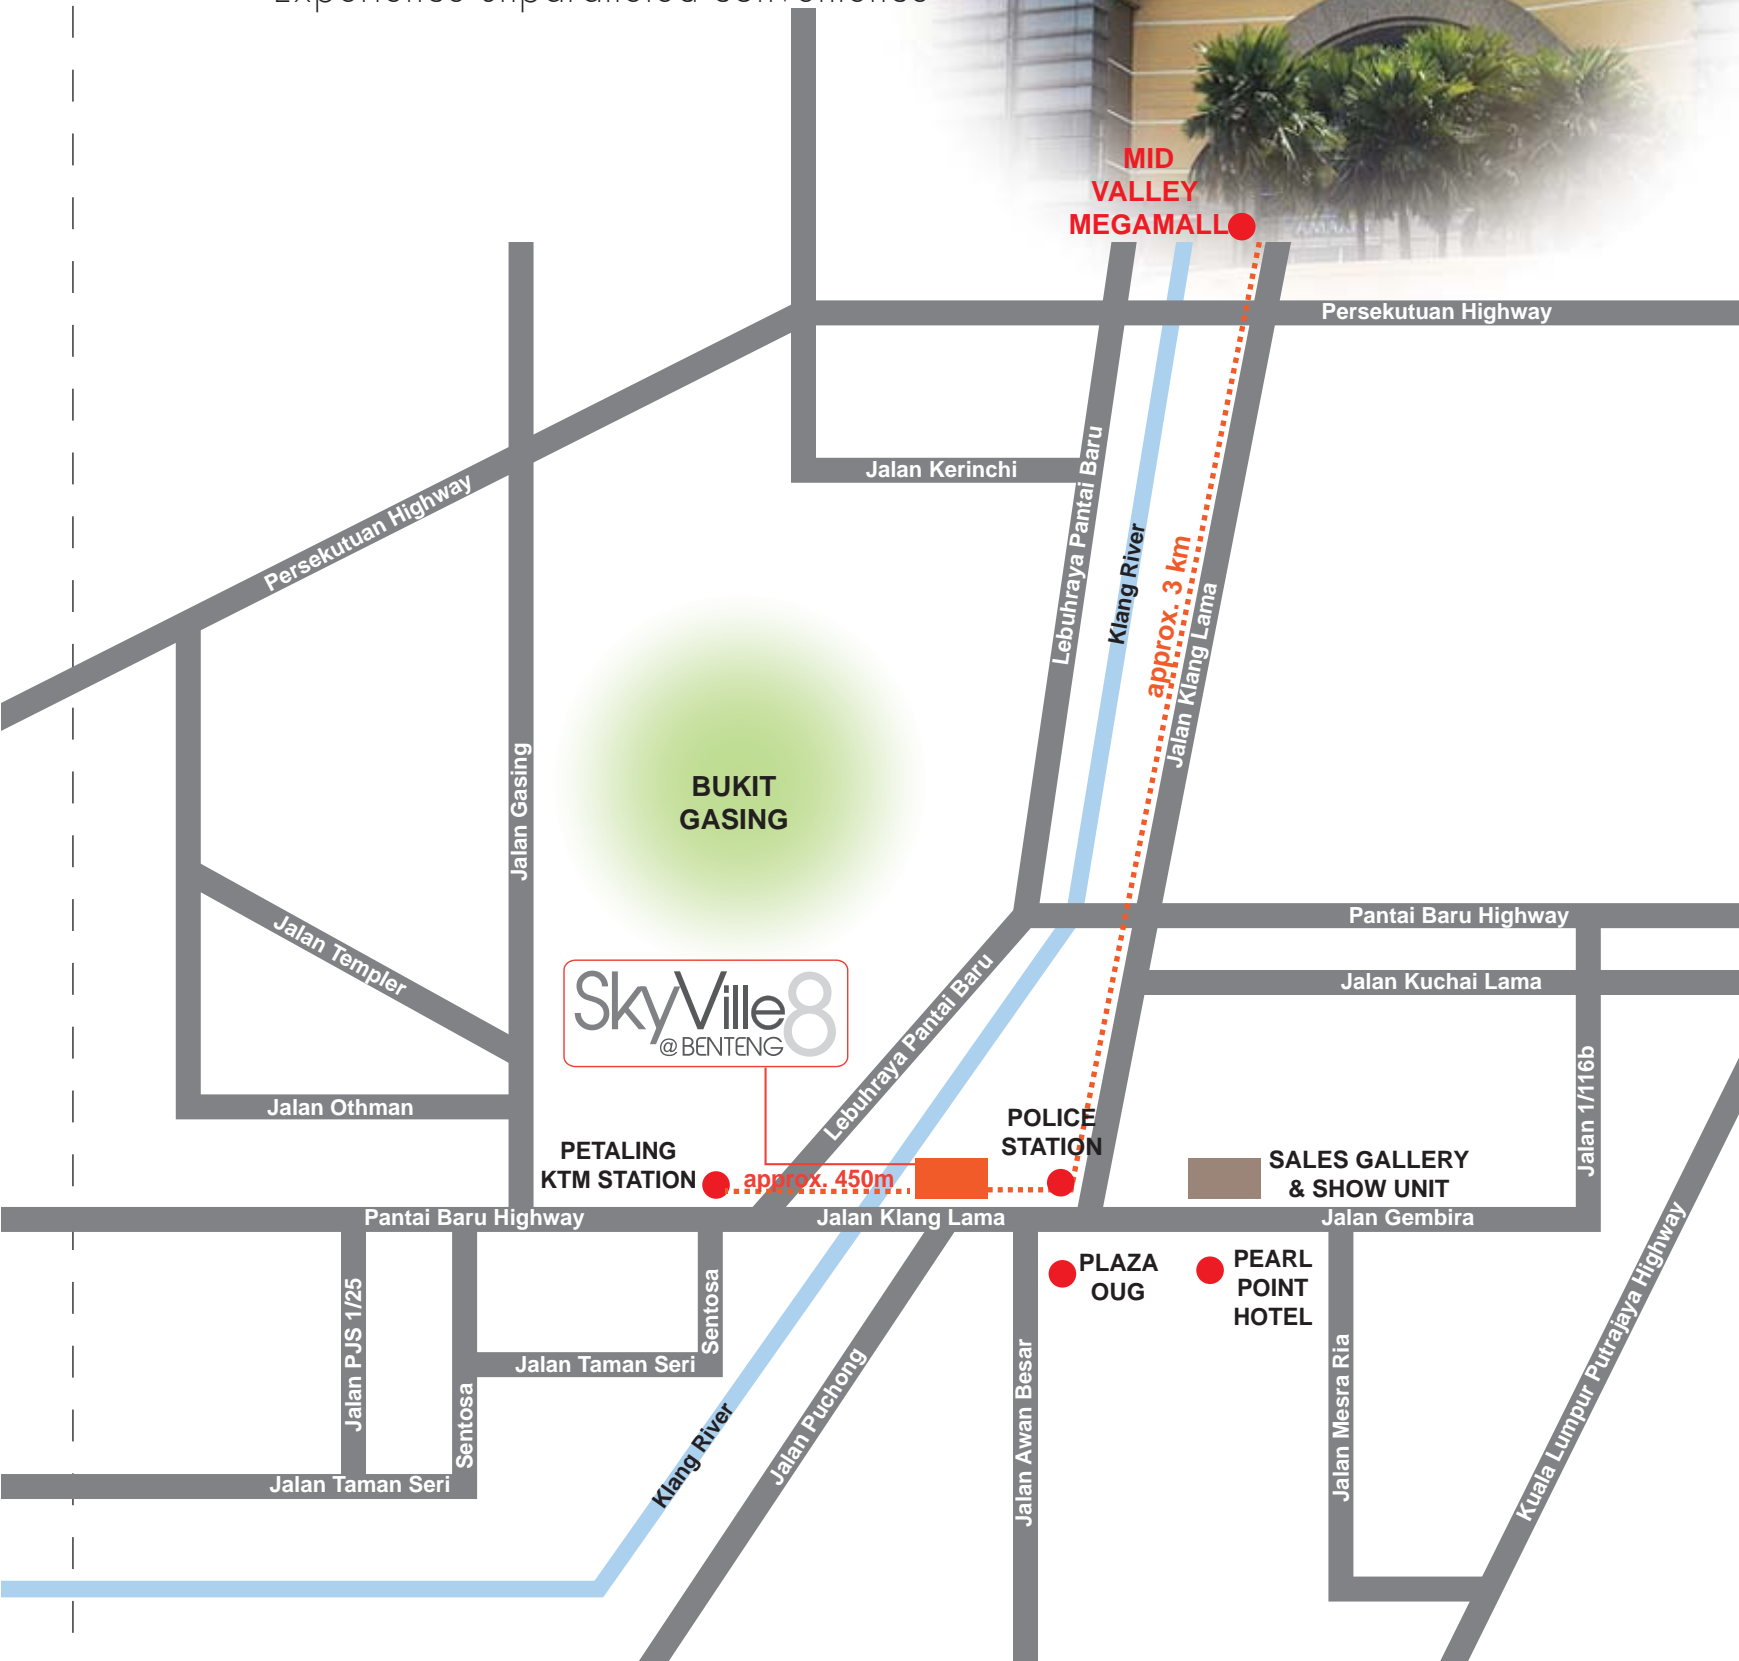 MID
VALLEY
MEGAMALL
Persekutuan Highway
Jalan Kerinchi
Persekutuan Highway
Lebuhraya Pantai Baru
Klang River
approx. 3 km
Jalan Klang Lama
Jalan Gasing
BUKIT
GASING
Pantai Baru Highway
Jalan Templer
SkyVille 8
@ BENTENG
Lebuhraya Pantai Baru
Jalan Kuchai Lama
Jalan 1/116b
Jalan Othman
POLICE
STATION
PETALING
KTM STATION
approx. 450m
SALES GALLERY
& SHOW UNIT
Pantai Baru Highway
Jalan Klang Lama
Jalan Gembira
PLAZA
OUG
PEARL
POINT
HOTEL
Kuala Lumpur Putrajaya Highway
Jalan PJS 1/25
Sentosa
Jalan Taman Seri
Sentosa
Jalan Taman Seri
Klang River
Jalan Puchong
Jalan Awan Besar
Jalan Mesra Ria